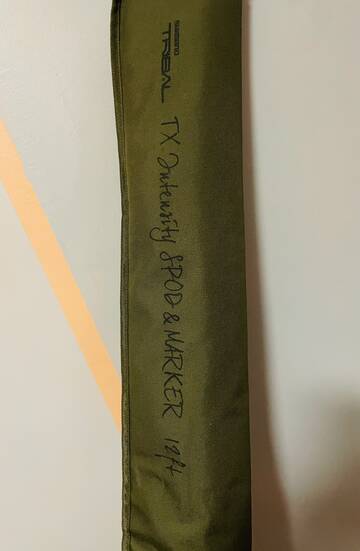 SHIMANO
TRIBAL
TX. Intensity SPOD & MARKER 12ft